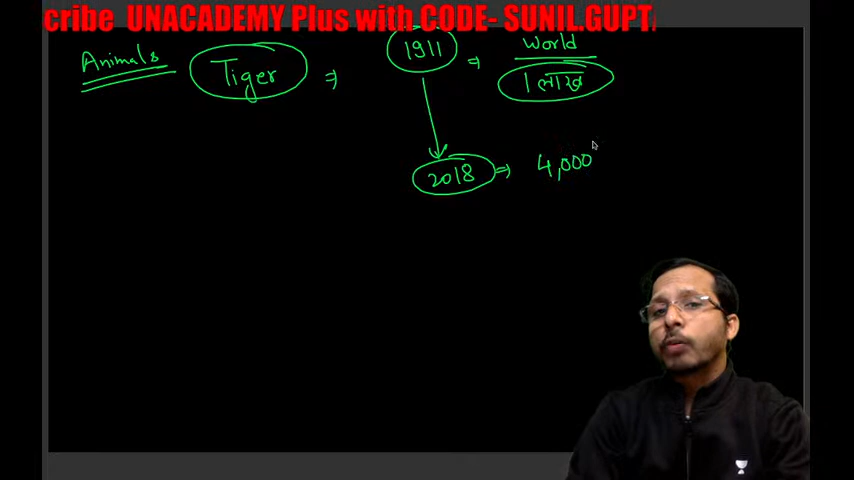 cribe UNACADEMY Plus with CODE- SUNIL.GUPT
Animals Tiger ⇒ 1911 ⇒ World
1 लाख
2018 ⇒ 4,000